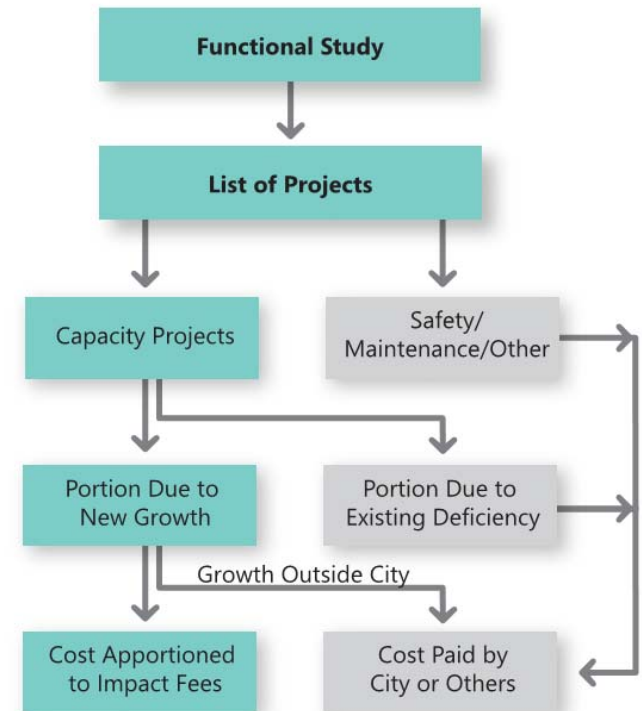 Functional Study
List of Projects
Capacity Projects
Safety/
Maintenance/Other
Portion Due to
New Growth
Portion Due to
Existing Deficiency
Growth Outside City
Cost Apportioned
to Impact Fees
Cost Paid by
City or Others